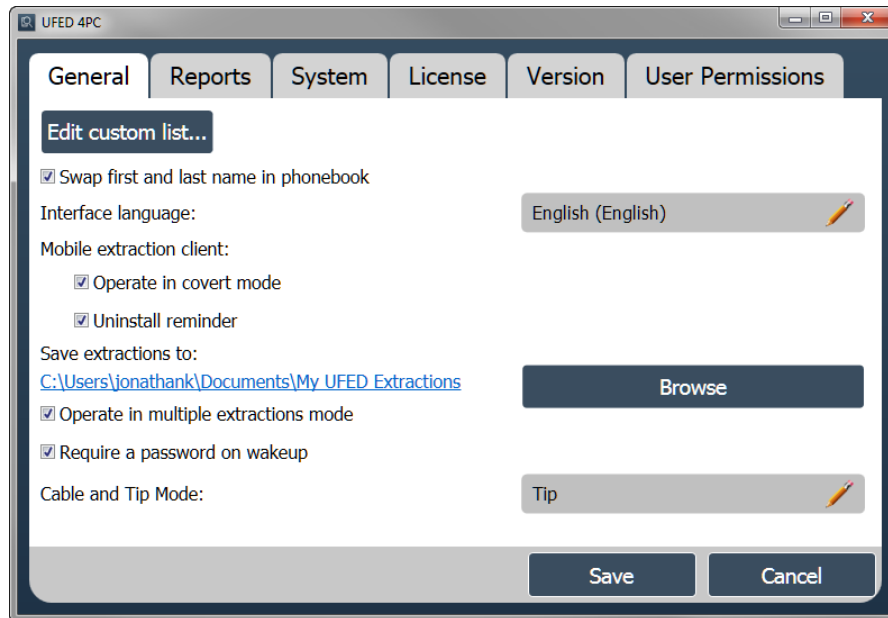 UFED 4PC
General Reports System License Version User Permissions
Edit custom list...
Swap first and last name in phonebook
Interface language: English (English)
Mobile extraction client:
Operate in covert mode
Uninstall reminder
Save extractions to:
C:\Users\jonathank\Documents\My UFED Extractions Browse
Operate in multiple extractions mode
Require a password on wakeup
Cable and Tip Mode: Tip
Save Cancel